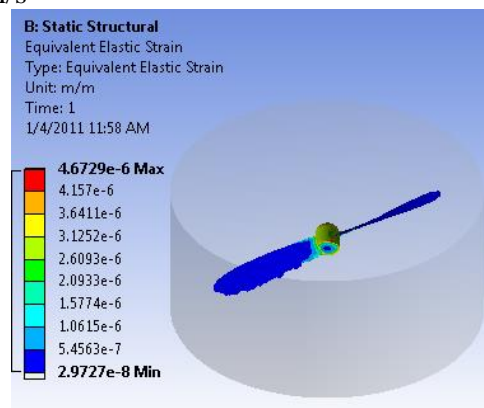 B: Static Structural
Equivalent Elastic Strain
Type: Equivalent Elastic Strain
Unit: m/m
Time: 1
1/4/2011 11:58 AM
4.6729e-6 Max
4.157e-6
3.6411e-6
3.1252e-6
2.6093e-6
2.0933e-6
1.5774e-6
1.0615e-6
5.4563e-7
2.9727e-8 Min